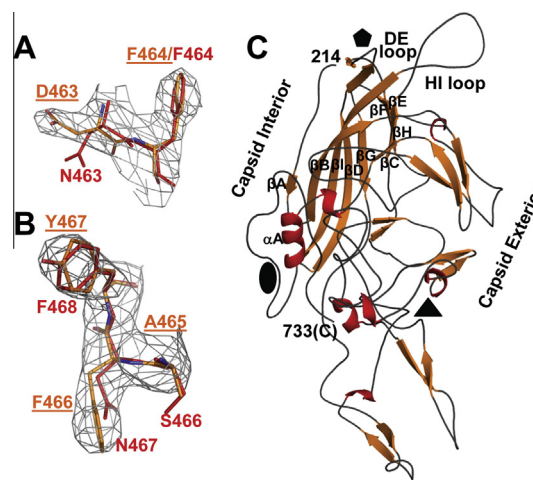 A
F464/F464
D463
N463
B
Y467
F468
A465
F466
S466
N467
C
DE
loop
214
HI loop
βE
βF
βH
βG
βB
βI
βD
βC
βA
αA
Capsid Interior
Capsid Exterio
733(C)